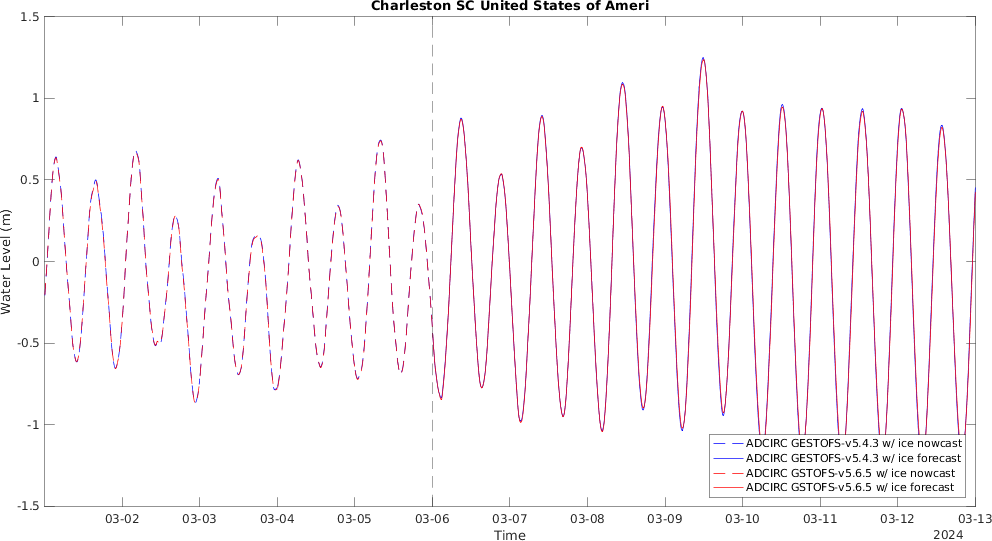 Charleston SC United States of Ameri
1.5
1
0.5
0
-0.5
-1
-1.5
Water Level (m)
ADCIRC GESTOFS-v5.4.3 w/ ice nowcast
ADCIRC GESTOFS-v5.4.3 w/ ice forecast
ADCIRC GSTOFS-v5.6.5 w/ ice nowcast
ADCIRC GSTOFS-v5.6.5 w/ ice forecast
03-02 03-03 03-04 03-05 03-06 03-07 03-08 03-09 03-10 03-11 03-12 03-13
Time
2024